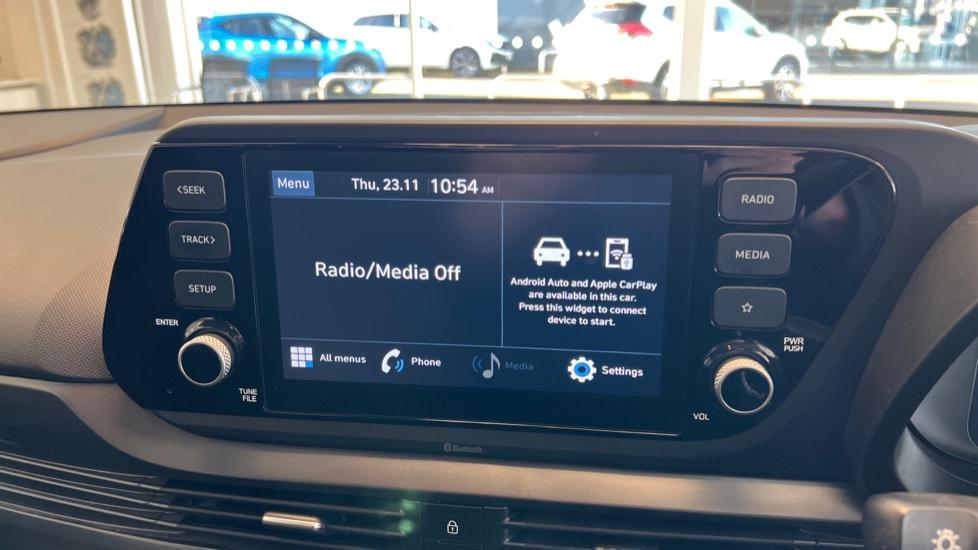 <SEEK
TRACK>
SETUP
ENTER
TUNE
FILE
Menu
Thu, 23.11
10:54 AM
Radio/Media Off
Android Auto and Apple CarPlay
are available in this car.
Press this widget to connect
device to start.
All menus
Phone
Media
Settings
RADIO
MEDIA
PWR
PUSH
VOL
Bluetooth